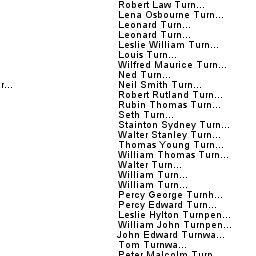 Robert Law Turn...
Lena Osbourne Turn...
Leonard Turn...
Leonard Turn...
Leslie William Turn...
Louis Turn...
Wilfred Maurice Turn...
Ned Turn...
r...
Neil Smith Turn...
Robert Rutland Turn...
Rubin Thomas Turn...
Seth Turn...
Stainton Sydney Turn...
Walter Stanley Turn...
Thomas Young Turn...
William Thomas Turn...
Walter Turn...
William Turn...
William Turn...
Percy George Turnh...
Percy Edward Turn...
Leslie Hylton Turnpen...
William John Turnpen...
John Edward Turnwa...
Tom Turnwa...
Peter Malcolm Turn